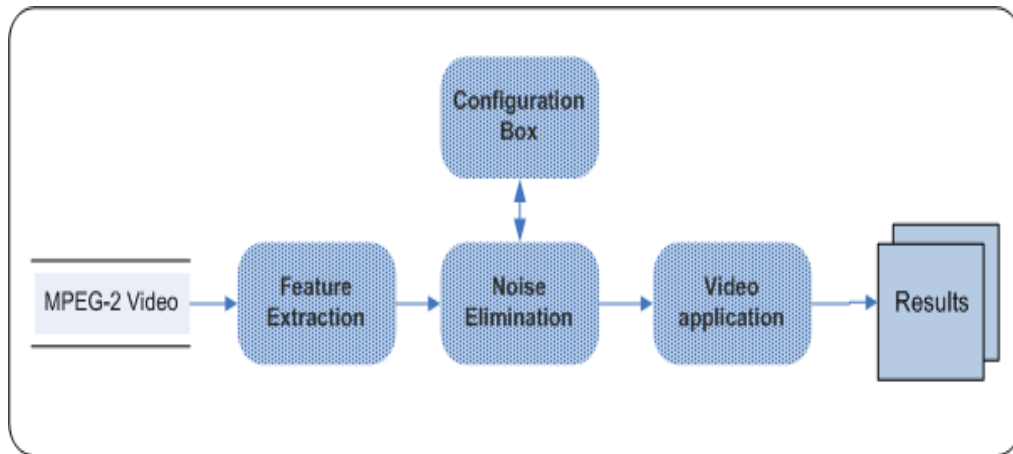 Configuration
Box
MPEG-2 Video
Feature
Extraction
Noise
Elimination
Video
application
Results